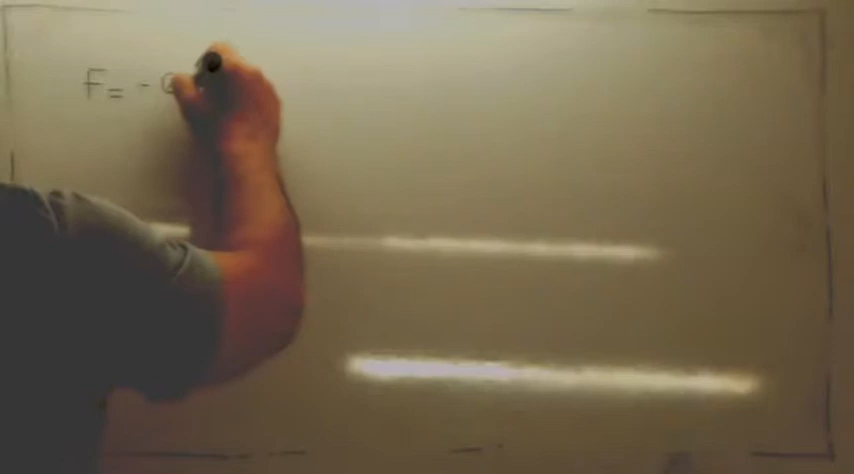 F = -